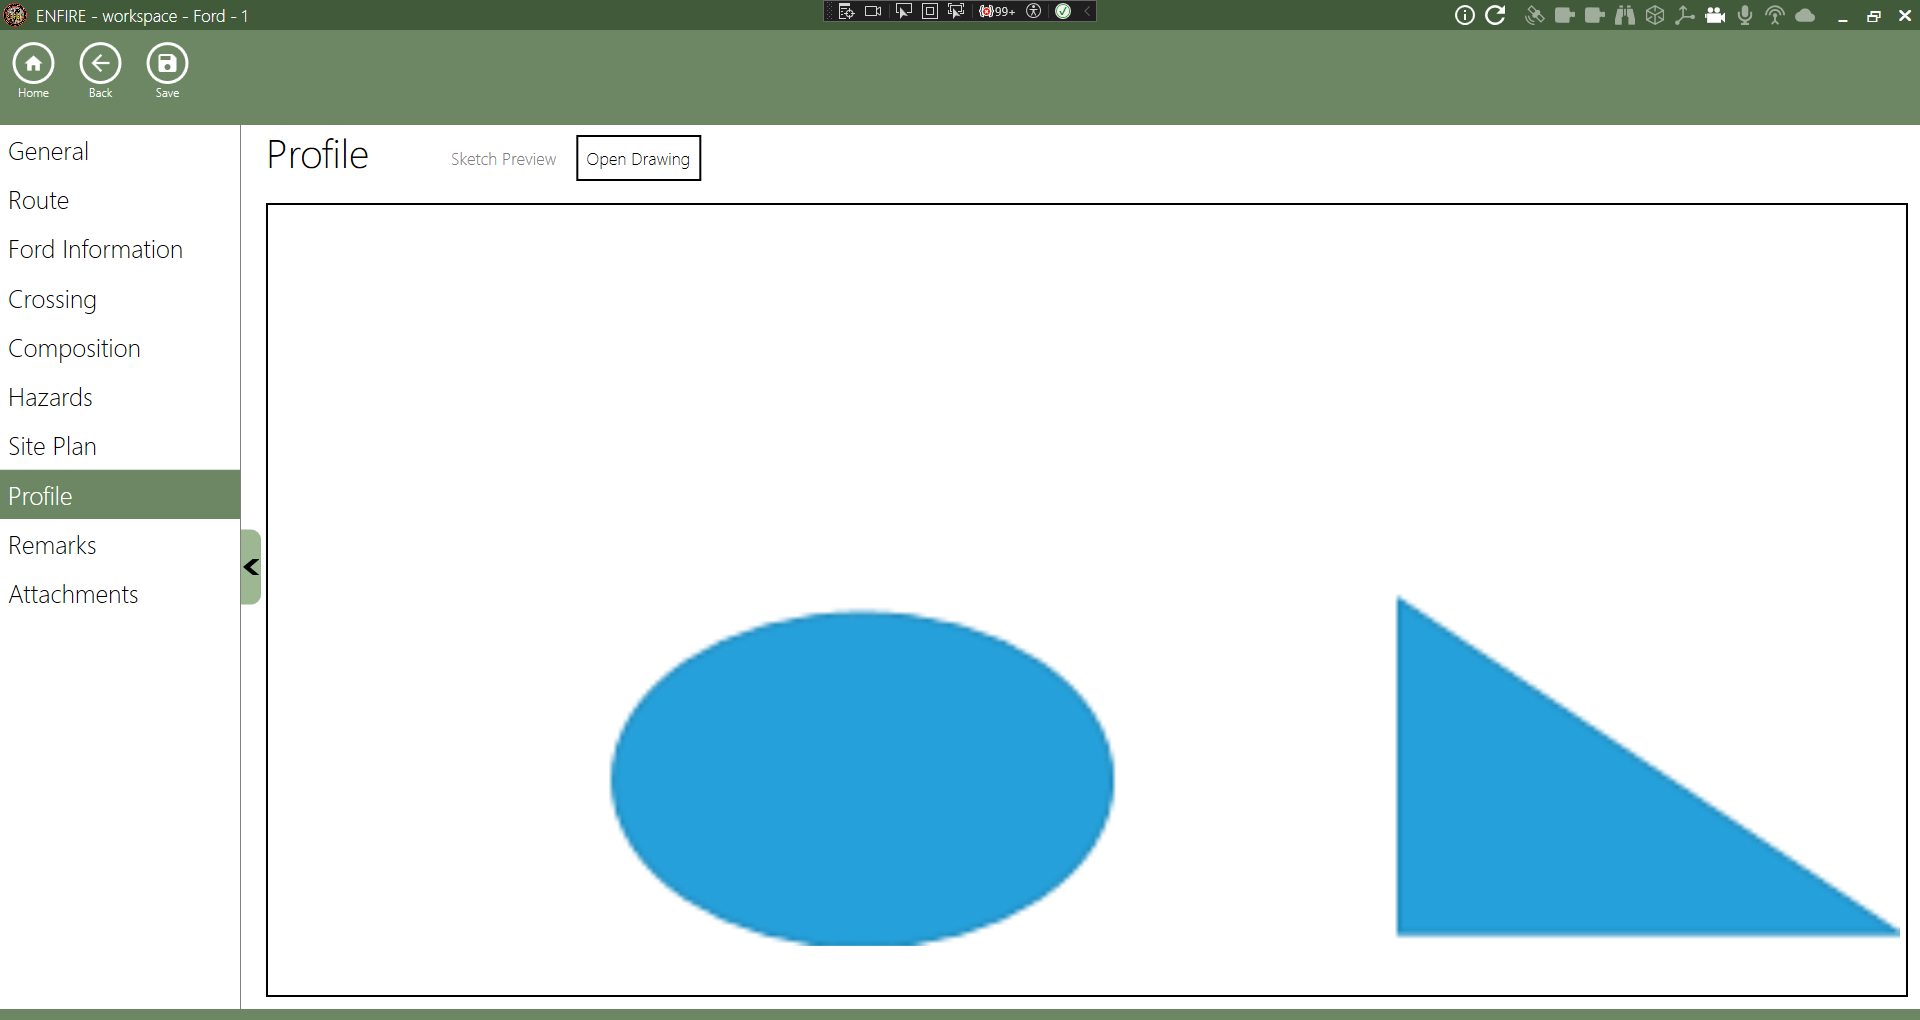 ENFIRE - workspace - Ford - 1
99+
Home
Back
Save
General
Route
Ford Information
Crossing
Composition
Hazards
Site Plan
Profile
Remarks
Attachments
Profile
Sketch Preview
Open Drawing